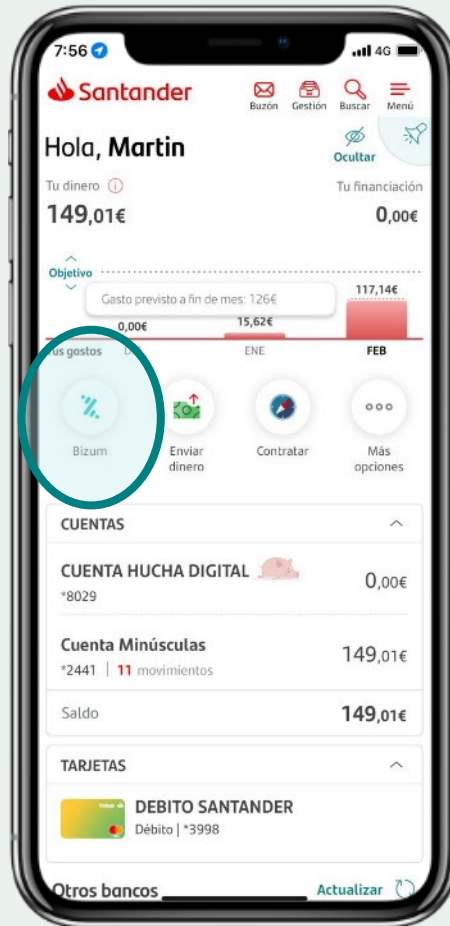 7:56
4G
Santander
Buzón Gestión Buscar Menú
Hola, Martin
Ocultar
Tu dinero
Tu financiación
149,01€
0,00€
Objetivo
Gasto previsto a fin de mes: 126€
0,00€ 15,62€ 117,14€
Tus gastos
ENE FEB
Bizum
Enviar
dinero
Contratar
Más
opciones
CUENTAS
CUENTA HUCHA DIGITAL
0,00€
*8029
Cuenta Minúsculas
149,01€
*2441 | 11 movimientos
Saldo 149,01€
TARJETAS
DEBITO SANTANDER
Débito | *3998
Otros bancos
Actualizar